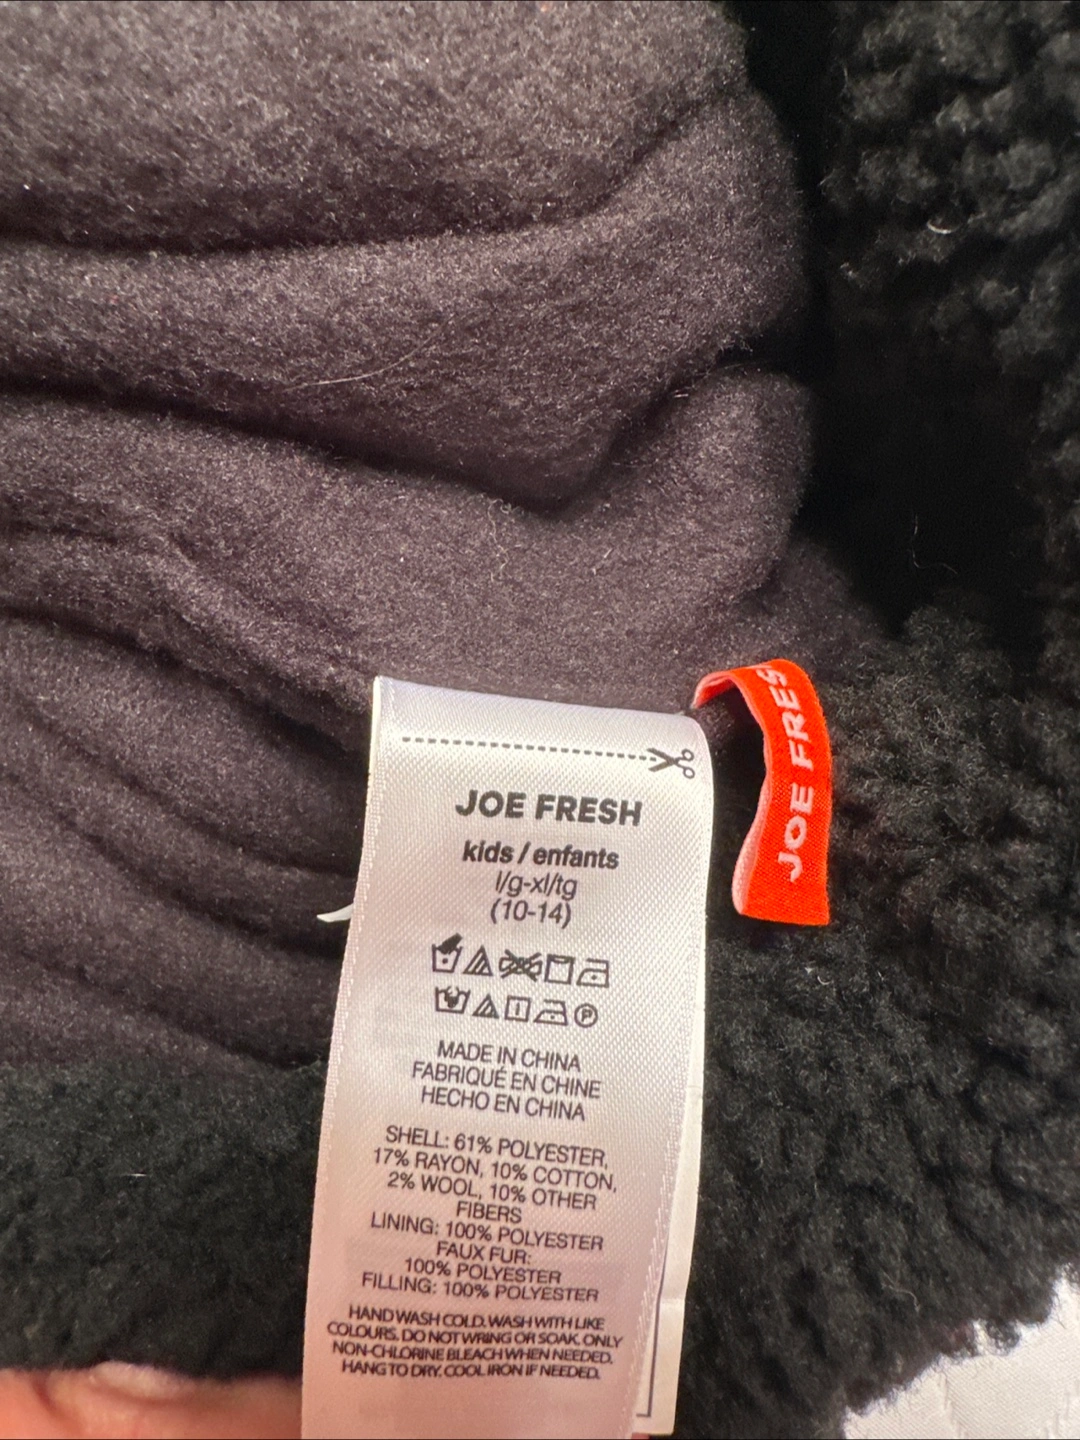 JOE FRESH
kids / enfants
l/g-xl/tg
(10-14)
P
MADE IN CHINA
FABRIQUÉ EN CHINE
HECHO EN CHINA
SHELL: 61% POLYESTER,
17% RAYON, 10% COTTON,
2% WOOL, 10% OTHER
FIBERS
LINING: 100% POLYESTER
FAUX FUR:
100% POLYESTER
FILLING: 100% POLYESTER
HAND WASH COLD. WASH WITH LIKE
COLOURS. DO NOT WRING OR SOAK. ONLY
NON-CHLORINE BLEACH WHEN NEEDED.
HANG TO DRY. COOL IRON IF NEEDED.
JOE FRES